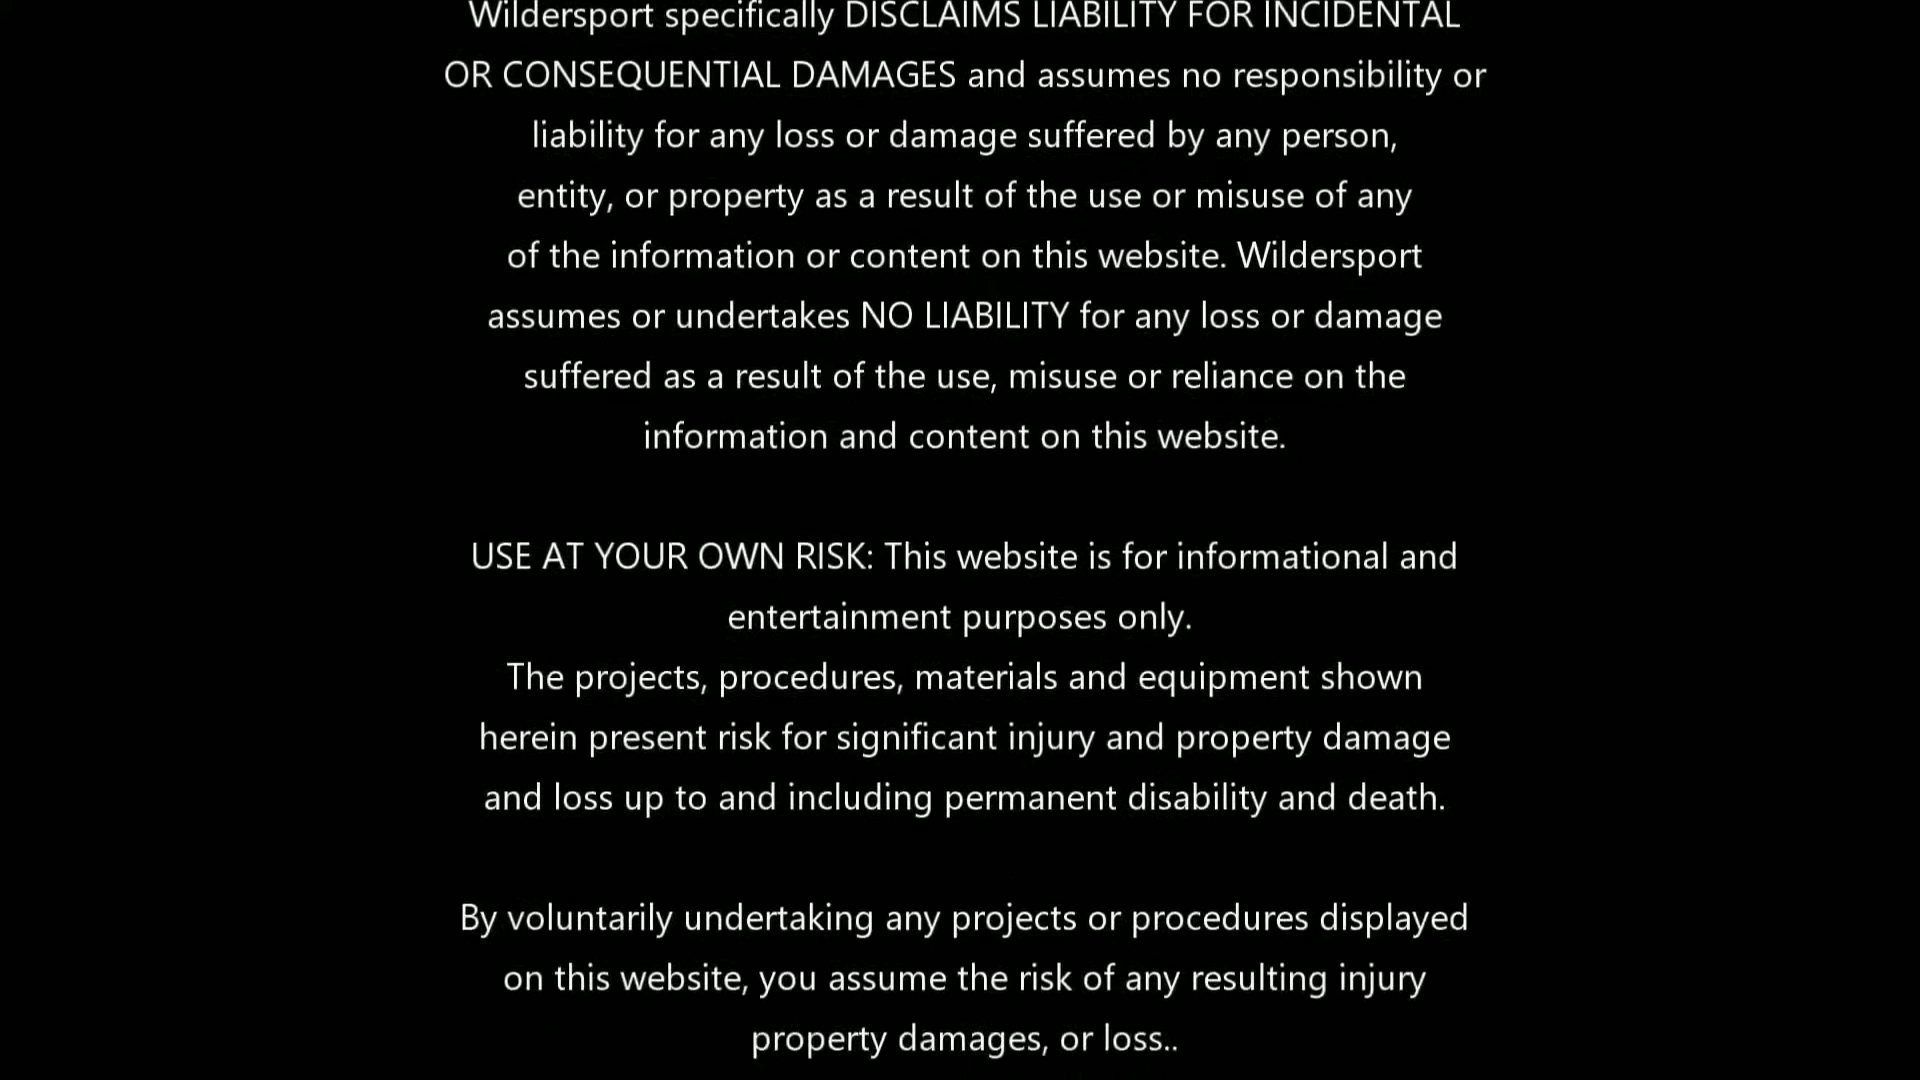 Wildersport specifically DISCLAIMS LIABILITY FOR INCIDENTAL
OR CONSEQUENTIAL DAMAGES and assumes no responsibility or
liability for any loss or damage suffered by any person,
entity, or property as a result of the use or misuse of any
of the information or content on this website. Wildersport
assumes or undertakes NO LIABILITY for any loss or damage
suffered as a result of the use, misuse or reliance on the
information and content on this website.
USE AT YOUR OWN RISK: This website is for informational and
entertainment purposes only.
The projects, procedures, materials and equipment shown
herein present risk for significant injury and property damage
and loss up to and including permanent disability and death.
By voluntarily undertaking any projects or procedures displayed
on this website, you assume the risk of any resulting injury
property damages, or loss..